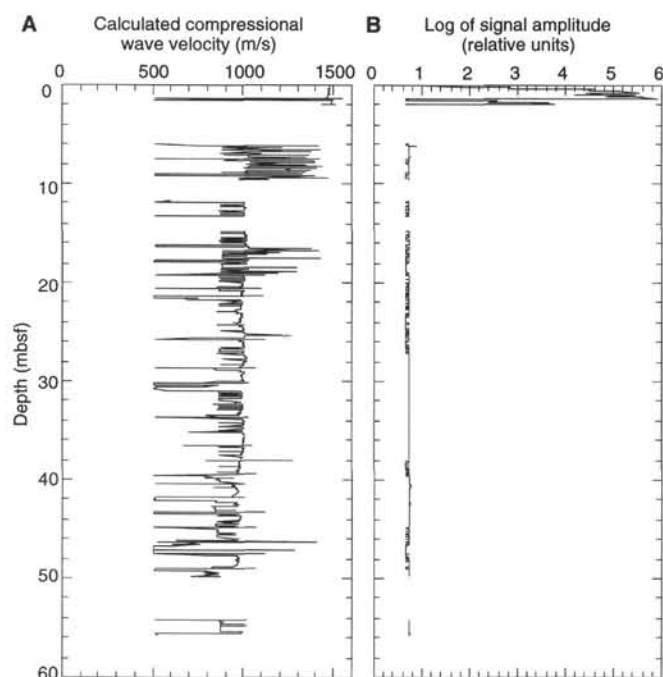 A
Calculated compressional
wave velocity (m/s)
0 500 1000 1500
B
Log of signal amplitude
(relative units)
0 1 2 3 4 5 6
Depth (mbsf)
0
10
20
30
40
50
60